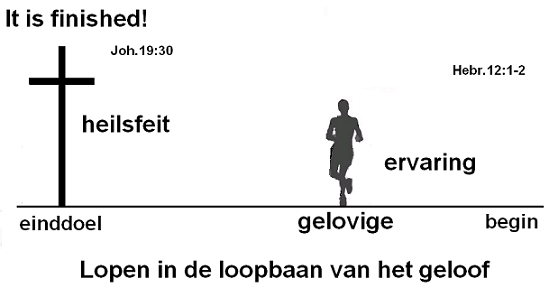 It is finished!
Joh.19:30
Hebr.12:1-2
heilsfeit
ervaring
einddoel
gelovige
begin
Lopen in de loopbaan van het geloof